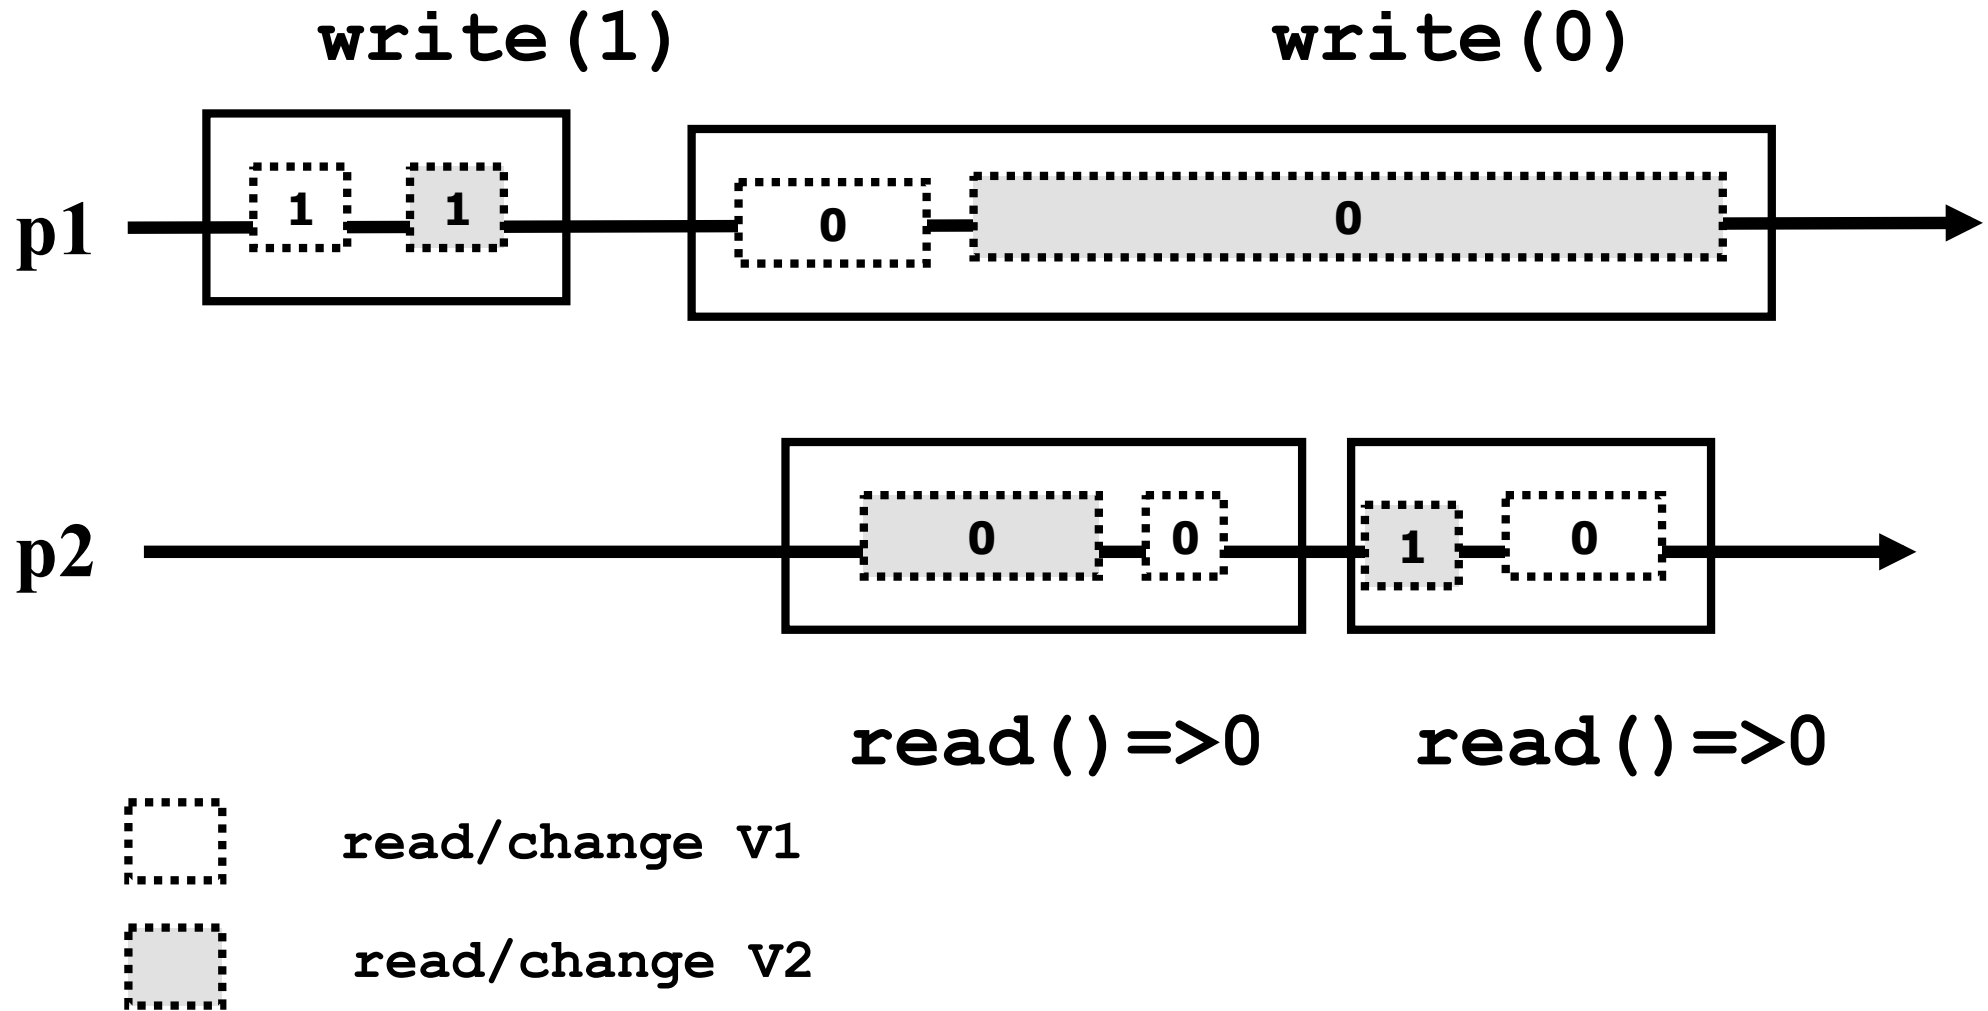 write(1) write(0)
p1 1 1 0 0
p2 0 0 1 0
read()=>0 read()=>0
read/change V1
read/change V2